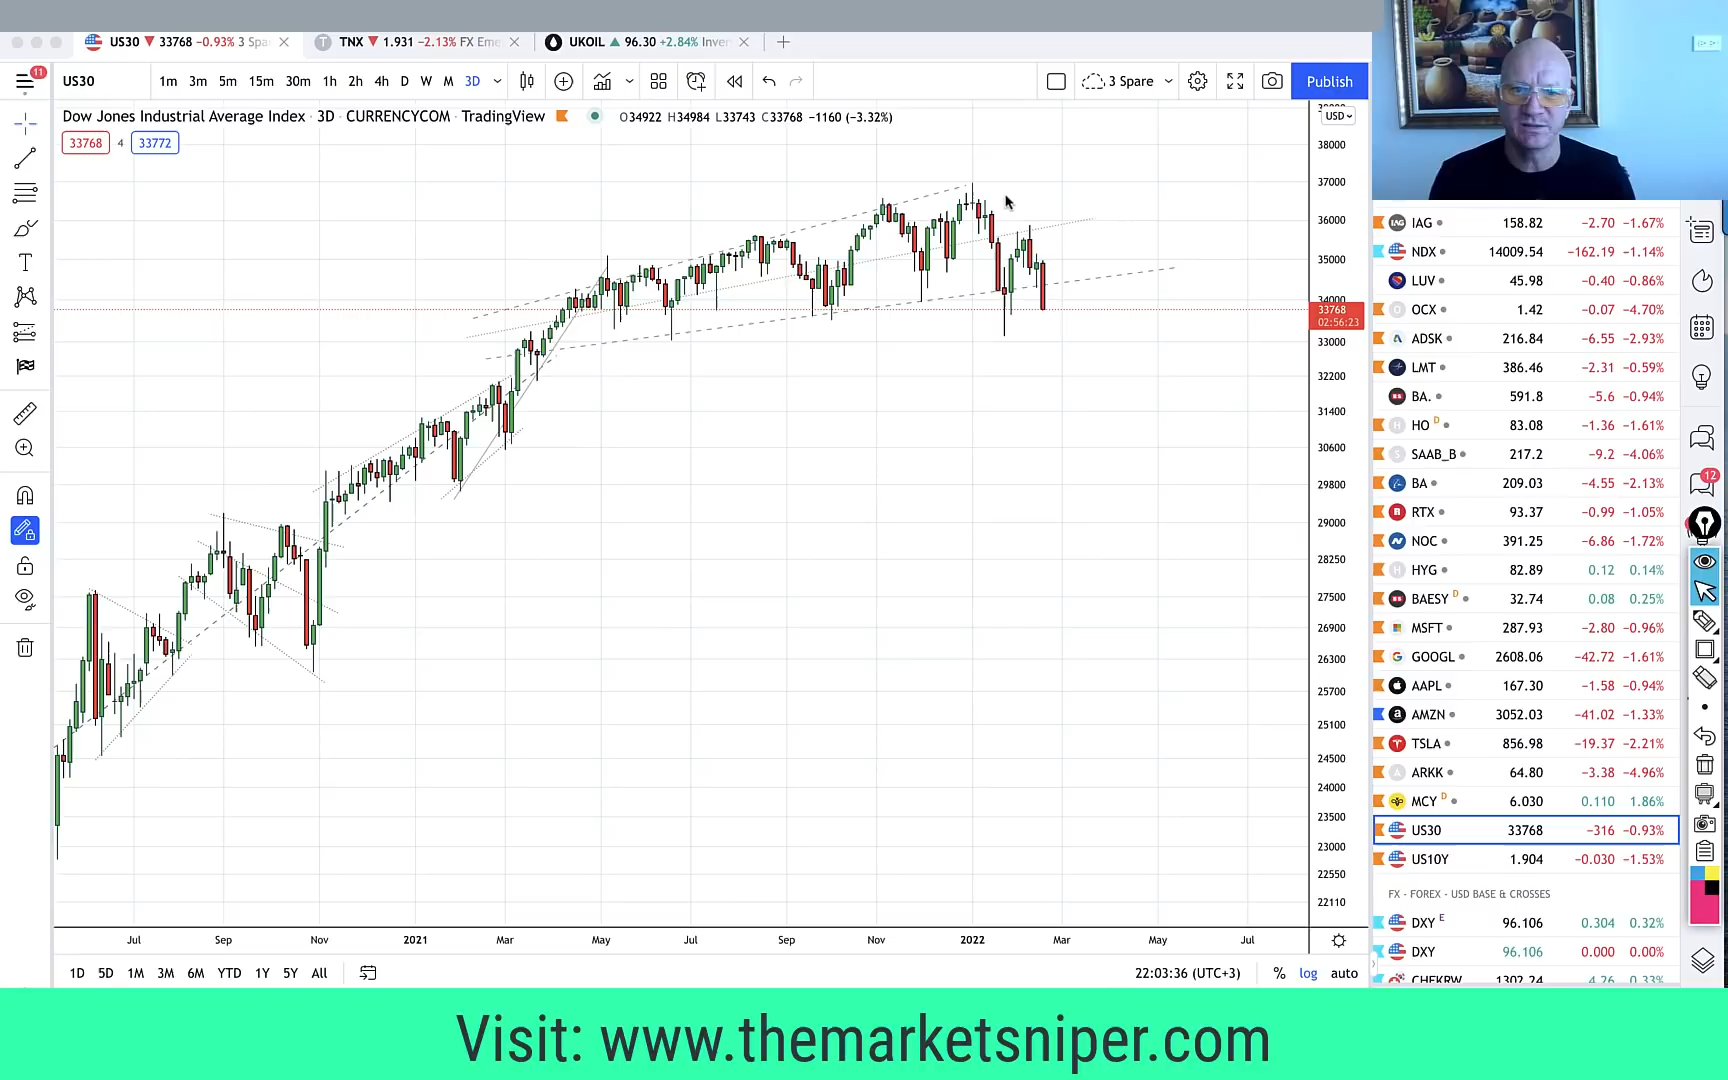 US30 33768 −0.93% 3 Spa
TNX 1.931 −2.13% FX Eme
UKOIL 96.30 +2.84% Inver
11
US30
1m 3m 5m 15m 30m 1h 2h 4h D W M 3D
3 Spare
Publish
Dow Jones Industrial Average Index · 3D · CURRENCYCOM · TradingView
O34922 H34984 L33743 C33768 −1160 (−3.32%)
USD
33768 4 33772
38000
37000
36000
35000
34000
33768
02:56:23
33000
32200
31400
30600
29800
29000
28250
27500
26900
26300
25700
25100
24500
24000
23500
23000
22550
22110
Jul Sep Nov 2021 Mar May Jul Sep Nov 2022 Mar May Jul
1D 5D 1M 3M 6M YTD 1Y 5Y All
22:03:36 (UTC+3) % log auto
IAG 158.82 −2.70 −1.67%
NDX 14009.54 −162.19 −1.14%
LUV 45.98 −0.40 −0.86%
OCX 1.42 −0.07 −4.70%
ADSK 216.84 −6.55 −2.93%
LMT 386.46 −2.31 −0.59%
BA. 591.8 −5.6 −0.94%
HO D 83.08 −1.36 −1.61%
SAAB_B 217.2 −9.2 −4.06%
BA 209.03 −4.55 −2.13%
RTX 93.37 −0.99 −1.05%
NOC 391.25 −6.86 −1.72%
HYG 82.89 0.12 0.14%
BAESY D 32.74 0.08 0.25%
MSFT 287.93 −2.80 −0.96%
GOOGL 2608.06 −42.72 −1.61%
AAPL 167.30 −1.58 −0.94%
AMZN 3052.03 −41.02 −1.33%
TSLA 856.98 −19.37 −2.21%
ARKK 64.80 −3.38 −4.96%
MCY D 6.030 0.110 1.86%
US30 33768 −316 −0.93%
US10Y 1.904 −0.030 −1.53%
FX - FOREX - USD BASE & CROSSES
DXY E 96.106 0.304 0.32%
DXY 96.106 0.000 0.00%
CHFKRW 1302.24 4.26 0.33%
12
Visit: www.themarketsniper.com